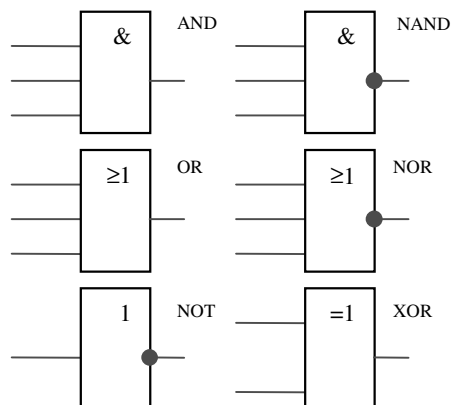 & AND
& NAND
≥1 OR
≥1 NOR
1 NOT
=1 XOR